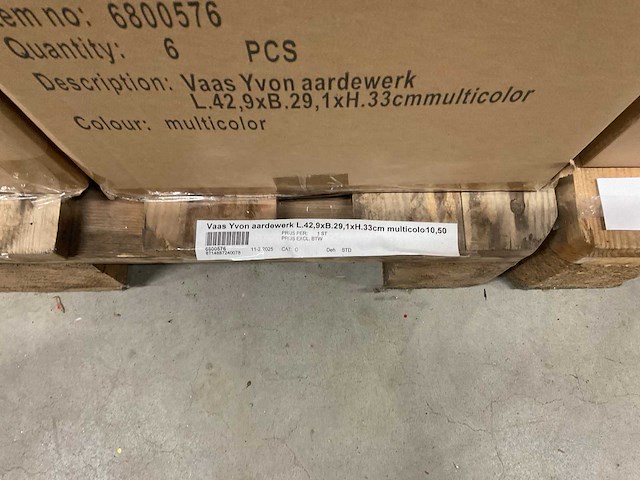 em no: 6800576
Quantity: 6 PCS
Description: Vaas Yvon aardewerk
L.42,9xB.29,1xH.33cmmulticolor
Colour: multicolor
Vaas Yvon aardewerk L.42,9xB.29,1xH.33cm multicolo10,50
PRIJS PER: 1 ST
PRIJS EXCL. BTW
6800576 11-2-2025 CAT: C Deh: STD
8714687240076